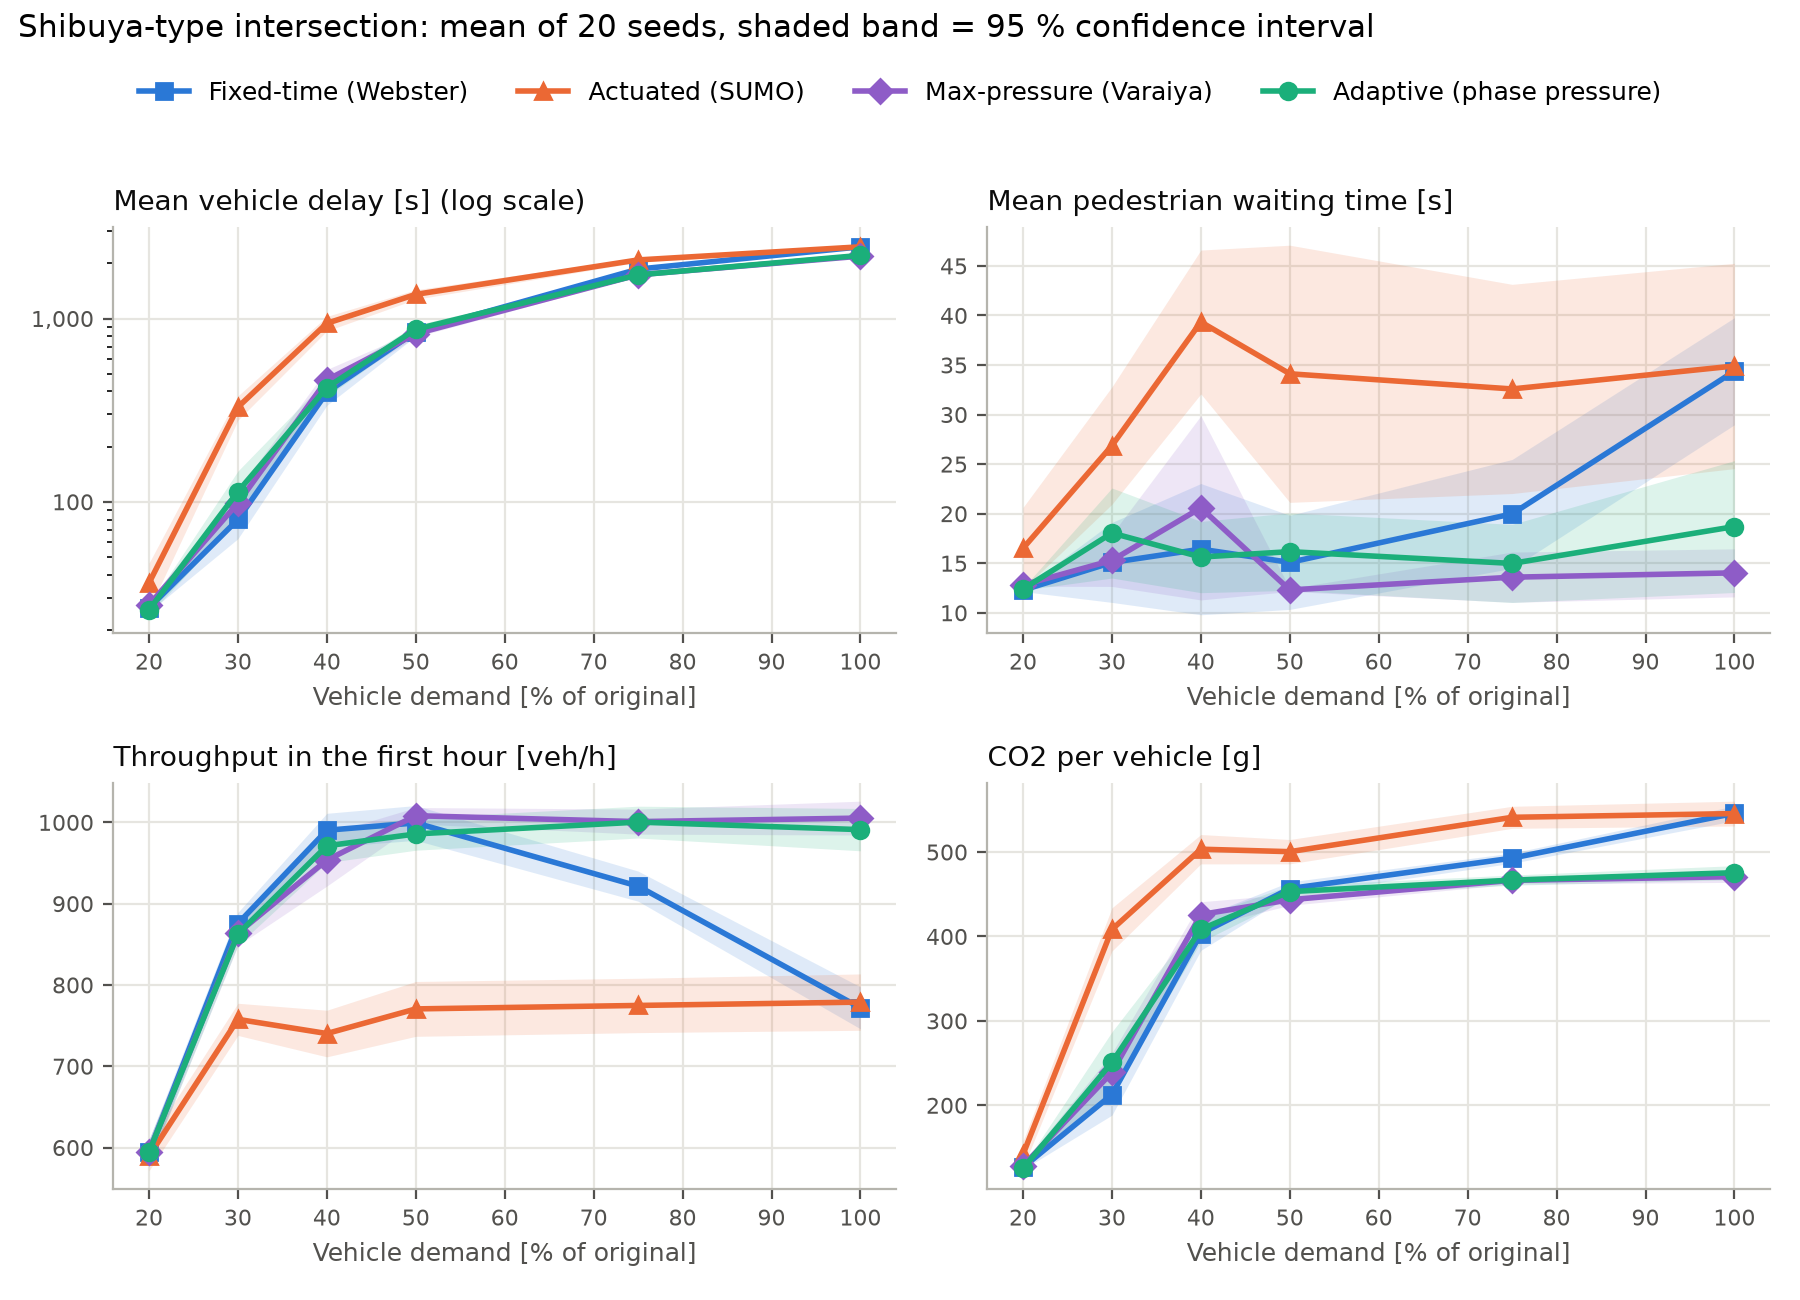 Shibuya-type intersection: mean of 20 seeds, shaded band = 95 % confidence interval
Fixed-time (Webster) Actuated (SUMO) Max-pressure (Varaiya) Adaptive (phase pressure)
Mean vehicle delay [s] (log scale)
1,000
100
20 30 40 50 60 70 80 90 100
Vehicle demand [% of original]
Mean pedestrian waiting time [s]
45
40
35
30
25
20
15
10
20 30 40 50 60 70 80 90 100
Vehicle demand [% of original]
Throughput in the first hour [veh/h]
1000
900
800
700
600
20 30 40 50 60 70 80 90 100
Vehicle demand [% of original]
CO2 per vehicle [g]
500
400
300
200
20 30 40 50 60 70 80 90 100
Vehicle demand [% of original]